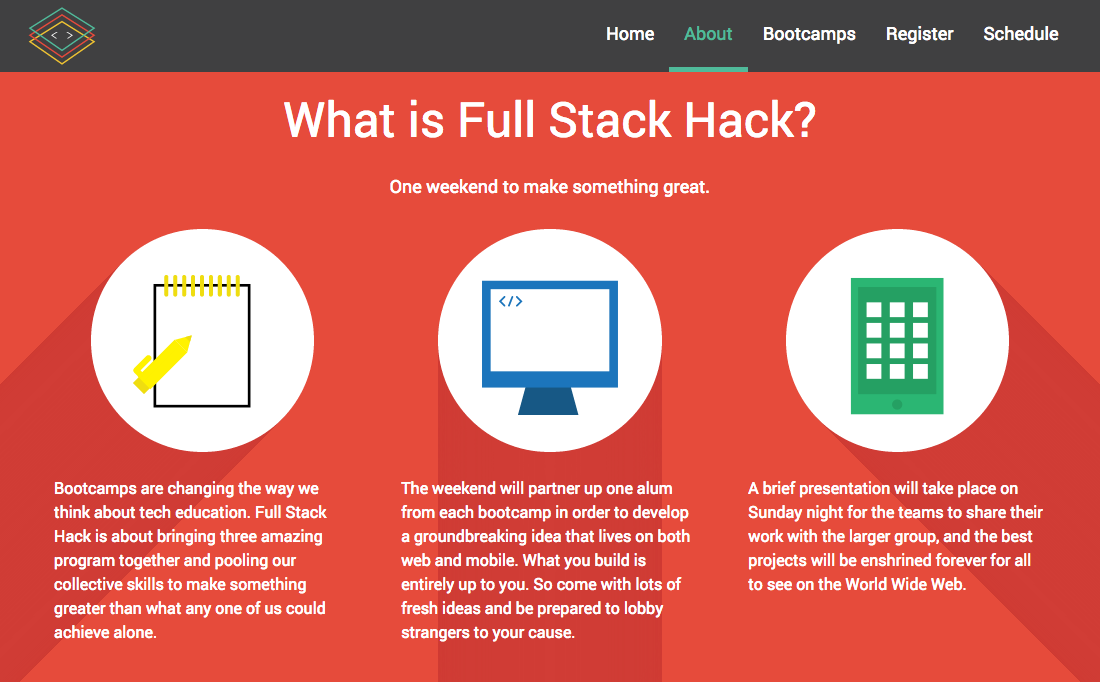 < >
Home About Bootcamps Register Schedule
What is Full Stack Hack?
One weekend to make something great.
</>
Bootcamps are changing the way we
think about tech education. Full Stack
Hack is about bringing three amazing
program together and pooling our
collective skills to make something
greater than what any one of us could
achieve alone.
The weekend will partner up one alum
from each bootcamp in order to develop
a groundbreaking idea that lives on both
web and mobile. What you build is
entirely up to you. So come with lots of
fresh ideas and be prepared to lobby
strangers to your cause.
A brief presentation will take place on
Sunday night for the teams to share their
work with the larger group, and the best
projects will be enshrined forever for all
to see on the World Wide Web.